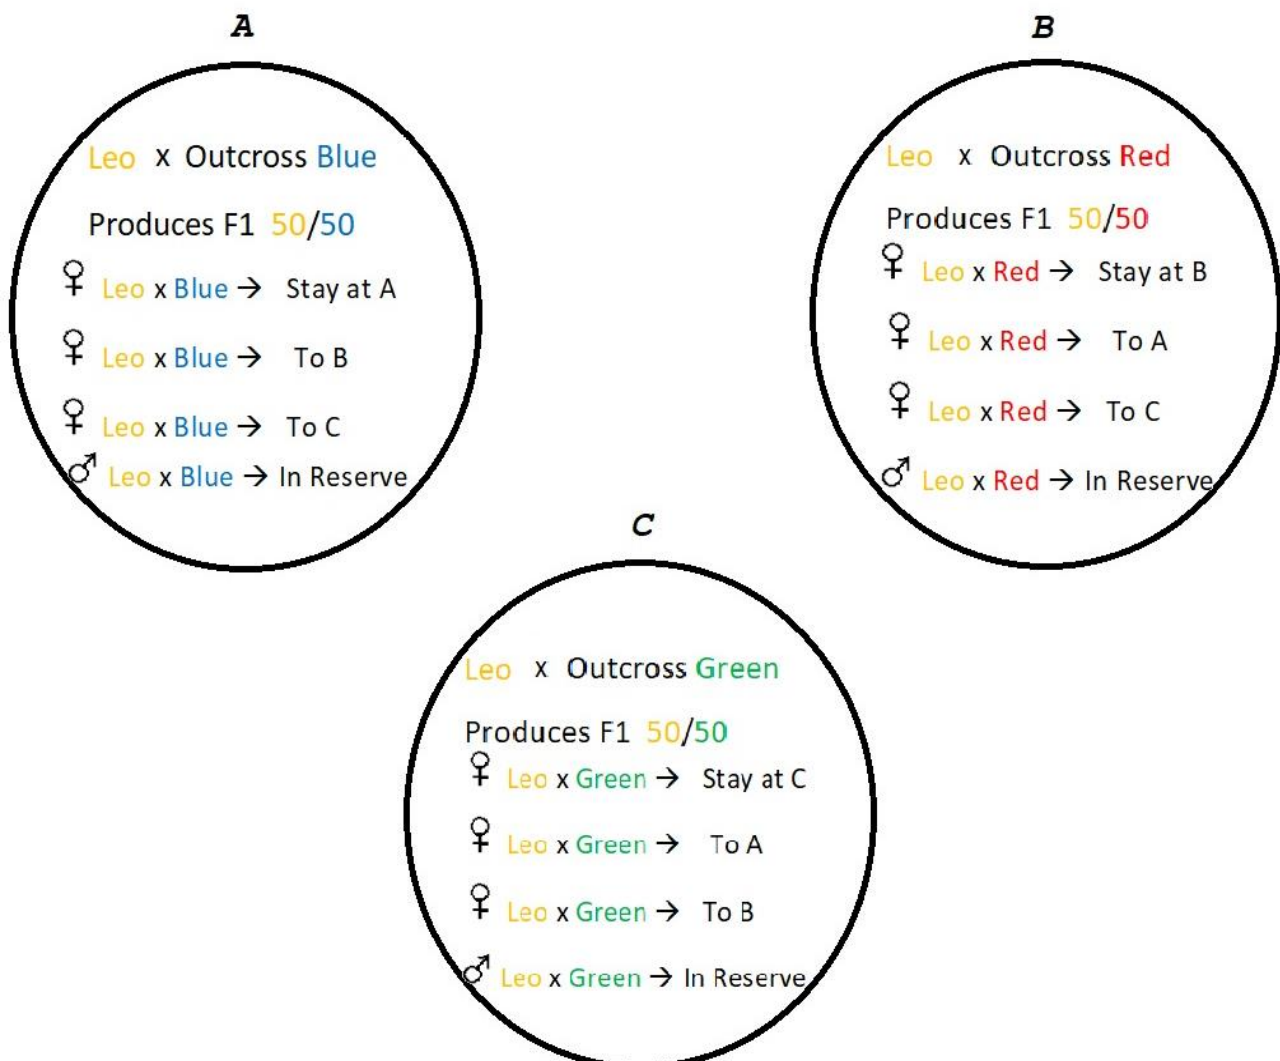 A
Leo x Outcross Blue
Produces F1 50/50
♀ Leo x Blue → Stay at A
♀ Leo x Blue → To B
♀ Leo x Blue → To C
♂ Leo x Blue → In Reserve
B
Leo x Outcross Red
Produces F1 50/50
♀ Leo x Red → Stay at B
♀ Leo x Red → To A
♀ Leo x Red → To C
♂ Leo x Red → In Reserve
C
Leo x Outcross Green
Produces F1 50/50
♀ Leo x Green → Stay at C
♀ Leo x Green → To A
♀ Leo x Green → To B
♂ Leo x Green → In Reserve